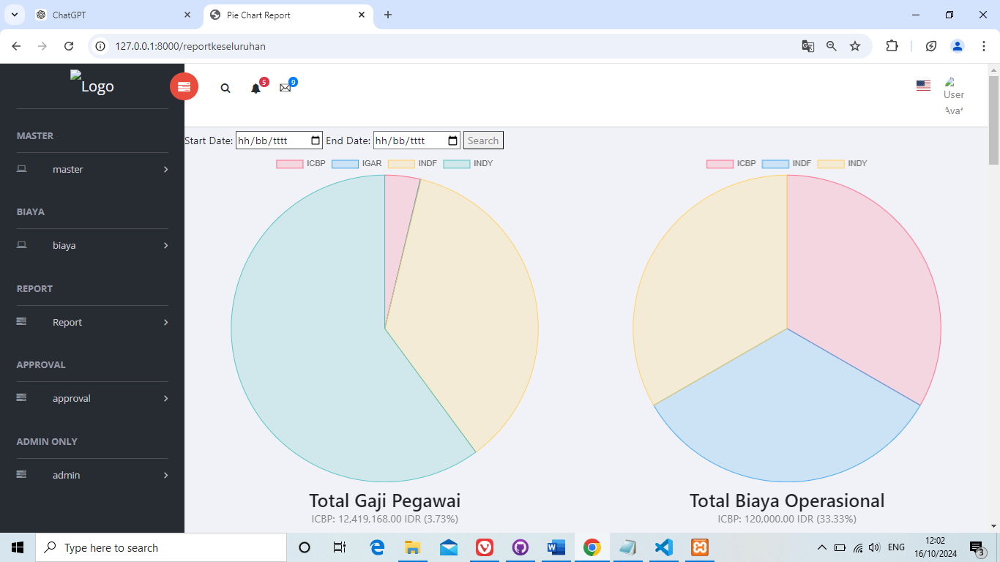 ChatGPT
Pie Chart Report
127.0.0.1:8000/reportkeseluruhan
Logo
5
9
User
Avat
MASTER
master
BIAYA
biaya
REPORT
Report
APPROVAL
approval
ADMIN ONLY
admin
Start Date: hh/bb/tttt End Date: hh/bb/tttt Search
ICBP IGAR INDF INDY
Total Gaji Pegawai
ICBP: 12,419,168.00 IDR (3.73%)
ICBP INDF INDY
Total Biaya Operasional
ICBP: 120,000.00 IDR (33.33%)
Type here to search
ENG
12:02
16/10/2024
3